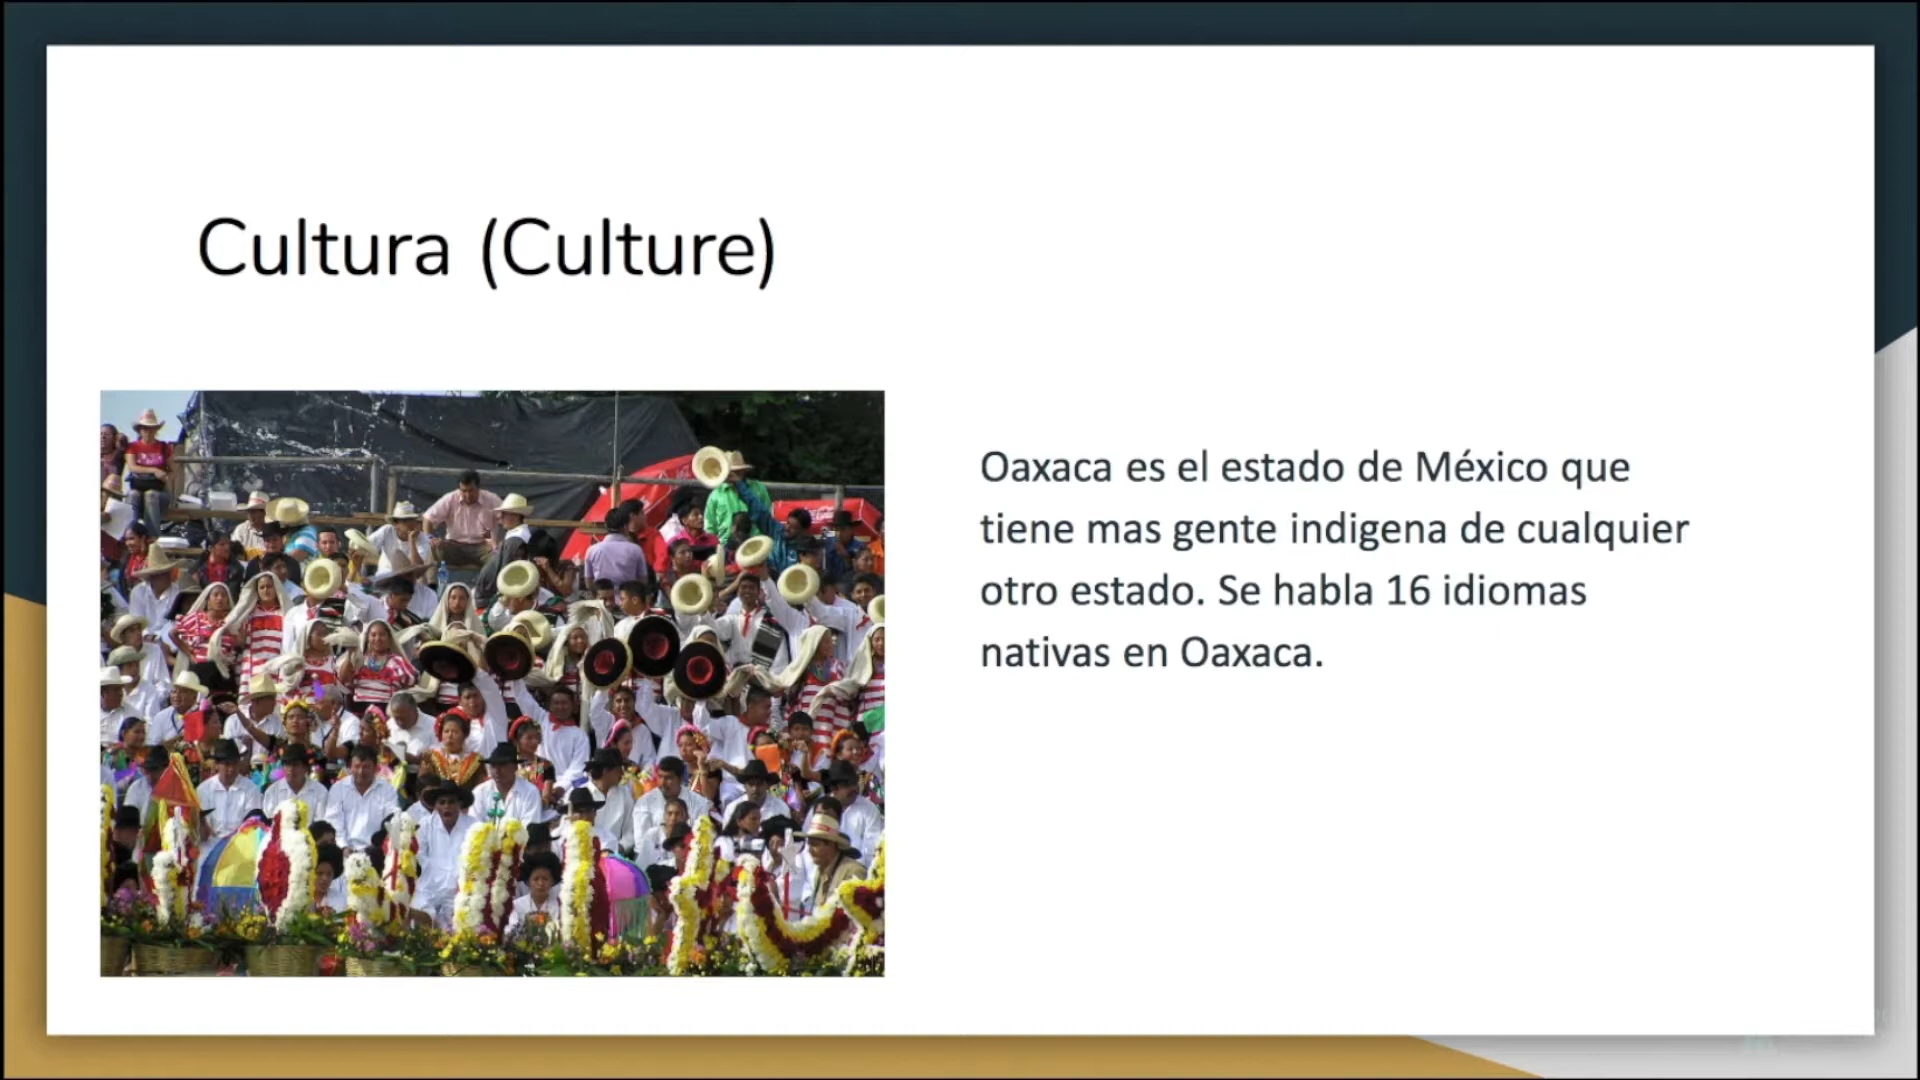 Cultura (Culture)
Oaxaca es el estado de México que
tiene mas gente indigena de cualquier
otro estado. Se habla 16 idiomas
nativas en Oaxaca.